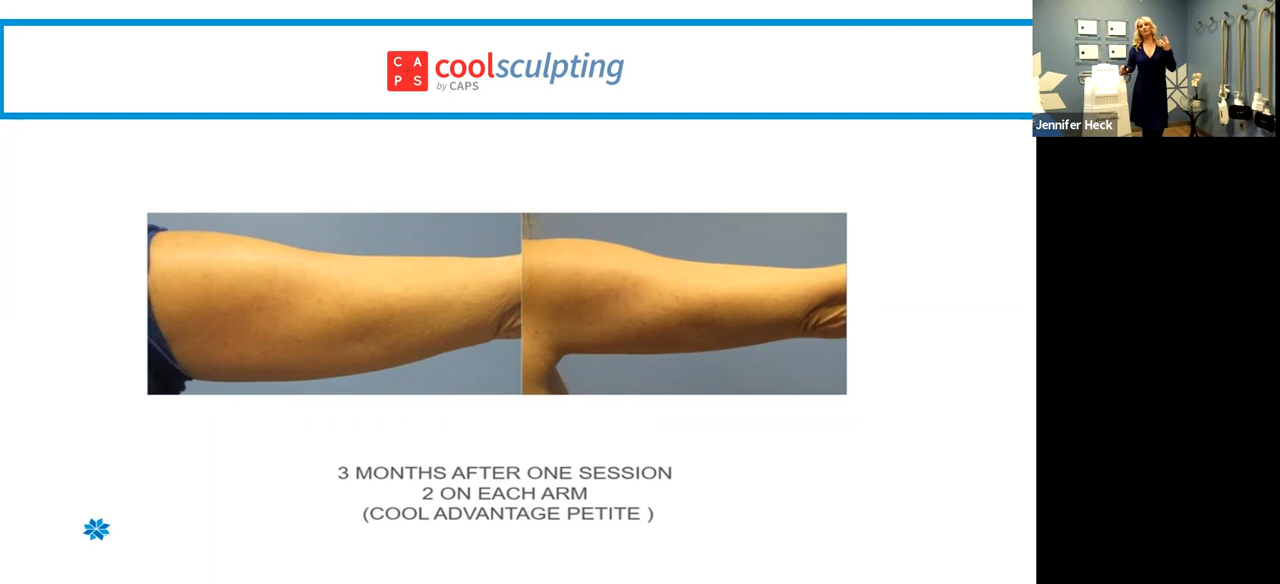 C A
P S
coolsculpting
by CAPS
Jennifer Heck
3 MONTHS AFTER ONE SESSION
2 ON EACH ARM
(COOL ADVANTAGE PETITE )